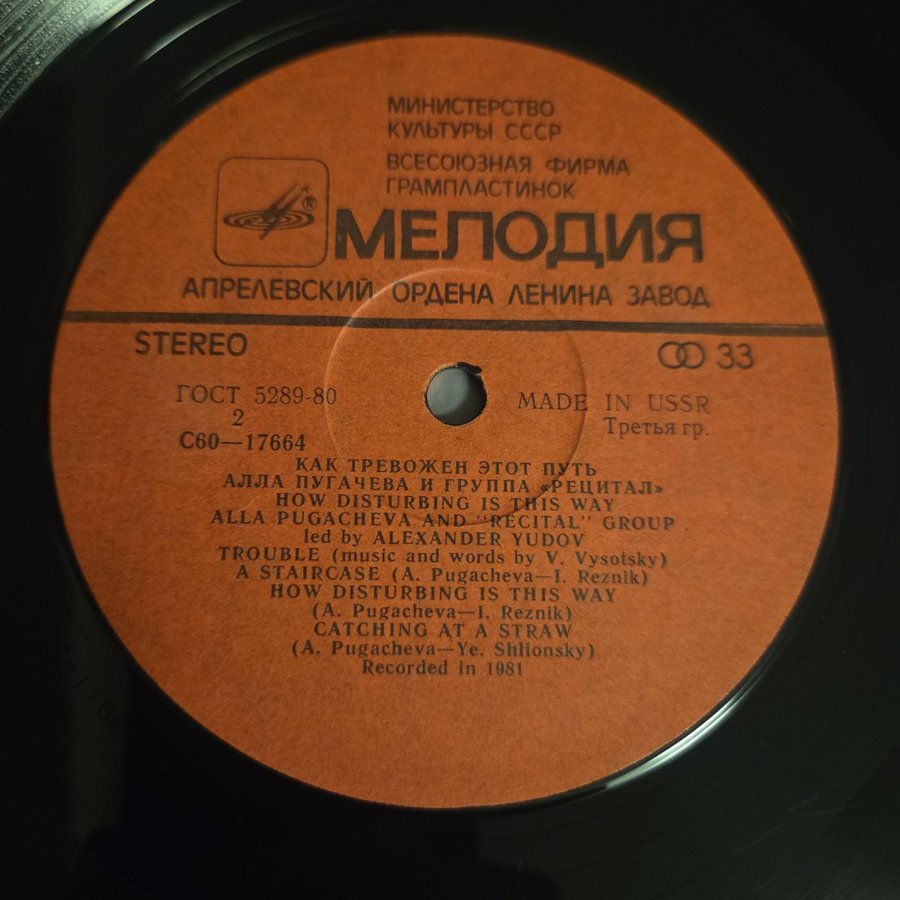 МИНИСТЕРСТВО
КУЛЬТУРЫ СССР
ВСЕСОЮЗНАЯ ФИРМА
ГРАМПЛАСТИНОК
®
МЕЛОДИЯ
АПРЕЛЕВСКИЙ ОРДЕНА ЛЕНИНА ЗАВОД
STEREO 33
ГОСТ 5289-80 MADE IN USSR
2 Третья гр.
С60—17664
КАК ТРЕВОЖЕН ЭТОТ ПУТЬ
АЛЛА ПУГАЧЕВА И ГРУППА «РЕЦИТАЛ»
HOW DISTURBING IS THIS WAY
ALLA PUGACHEVA AND "RECITAL" GROUP
led by ALEXANDER YUDOV
TROUBLE (music and words by V. Vysotsky)
A STAIRCASE (A. Pugacheva—I. Reznik)
HOW DISTURBING IS THIS WAY
(A. Pugacheva—I. Reznik)
CATCHING AT A STRAW
(A. Pugacheva—Ye. Shlionsky)
Recorded in 1981